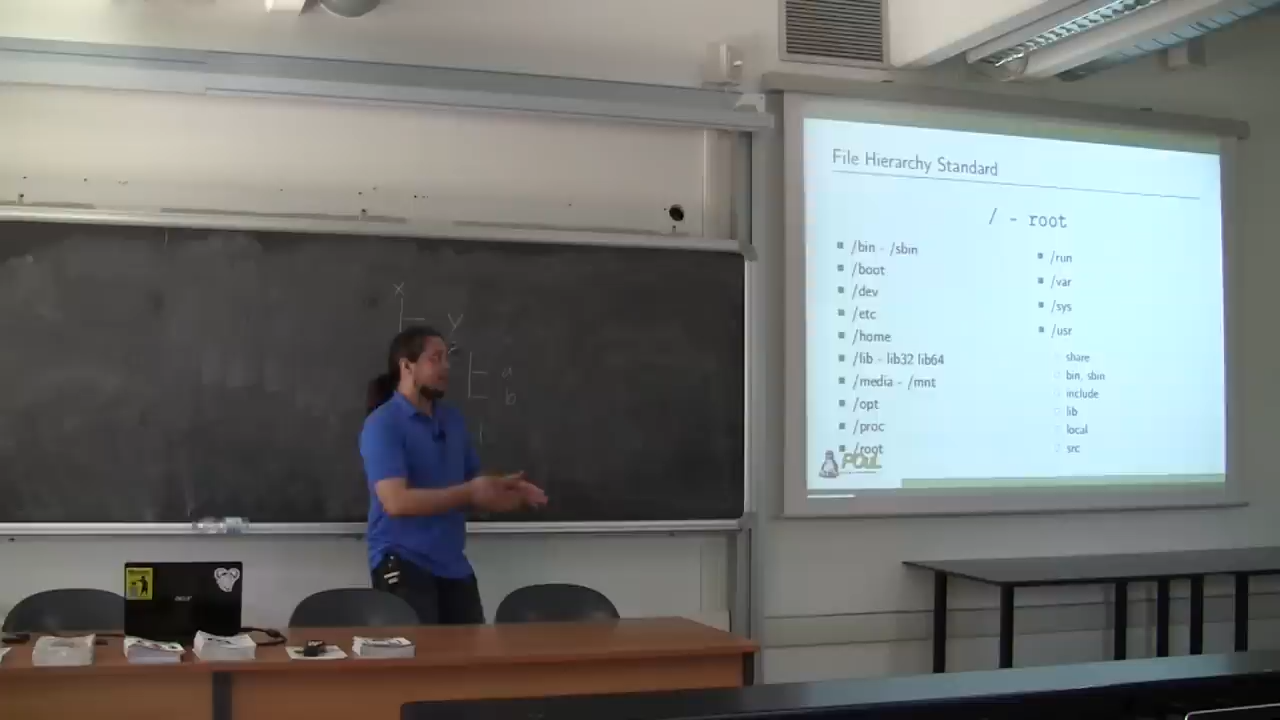 File Hierarchy Standard
/ - root
/bin - /sbin
/boot
/dev
/etc
/home
/lib - lib32 lib64
/media - /mnt
/opt
/proc
/root
/run
/var
/sys
/usr
share
bin, sbin
include
lib
local
src
POuL
x
y
a
b
acer